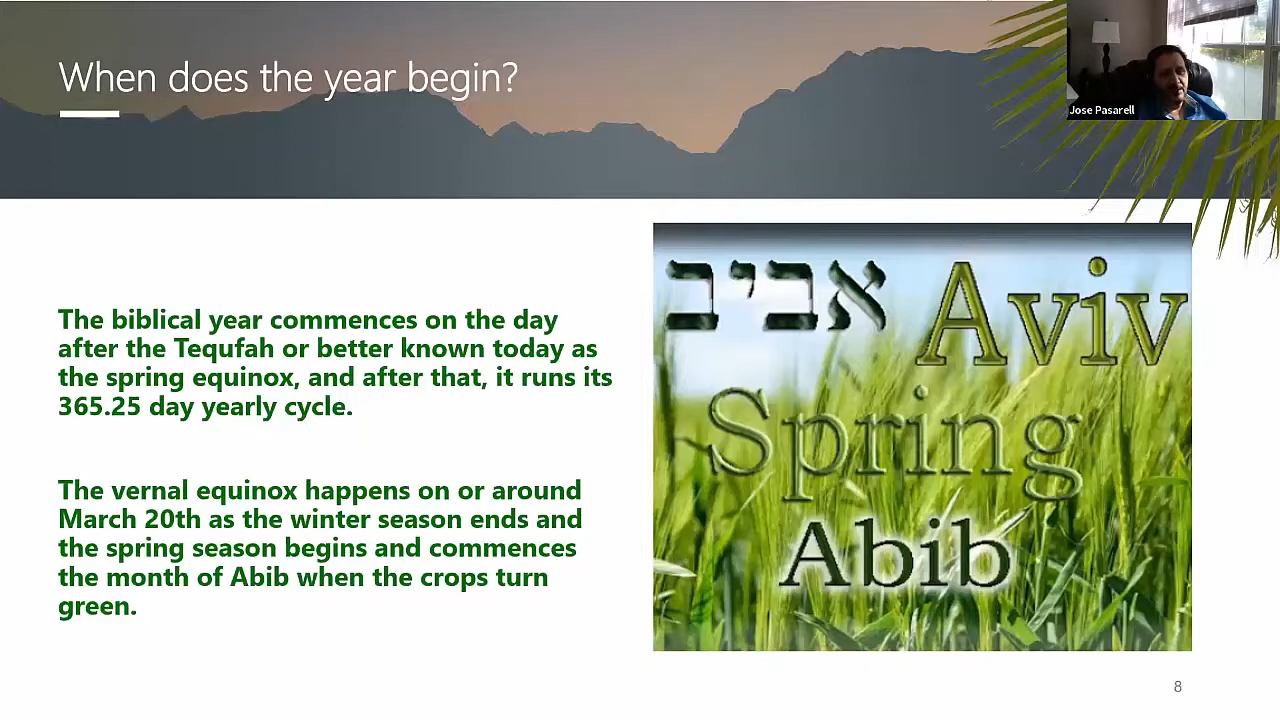 When does the year begin?
Jose Pasarell
The biblical year commences on the day
after the Tequfah or better known today as
the spring equinox, and after that, it runs its
365.25 day yearly cycle.
The vernal equinox happens on or around
March 20th as the winter season ends and
the spring season begins and commences
the month of Abib when the crops turn
green.
אביב Aviv
Spring
Abib
8